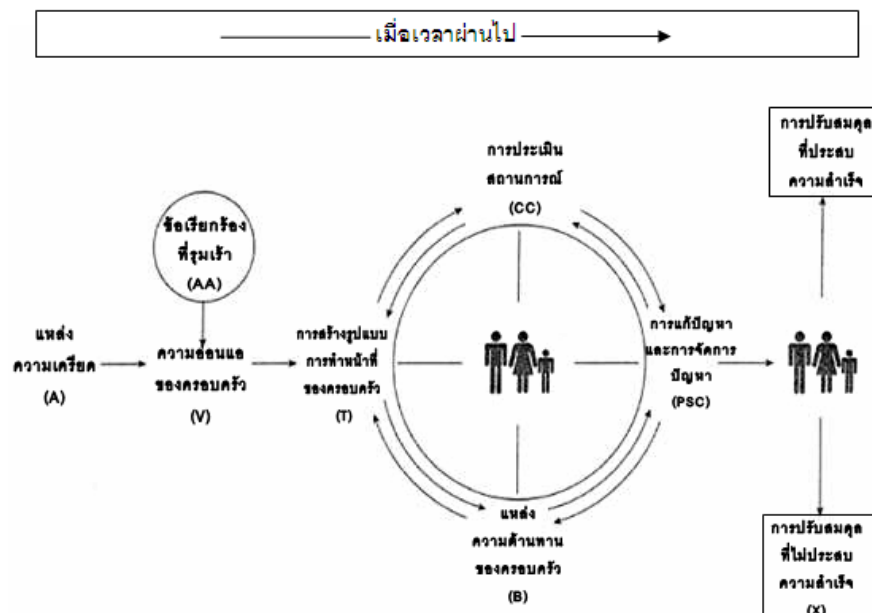 เมื่อเวลาผ่านไป
การปรับสมดุล
ที่ประสบ
ความสำเร็จ
การประเมิน
สถานการณ์
(CC)
ข้อเรียกร้อง
ที่รุมเร้า
(AA)
แหล่ง
ความเครียด
(A)
ความอ่อนแอ
ของครอบครัว
(V)
การสร้างรูปแบบ
การทำหน้าที่
ของครอบครัว
(T)
การแก้ปัญหา
และการจัดการ
ปัญหา
(PSC)
แหล่ง
ความต้านทาน
ของครอบครัว
(B)
การปรับสมดุล
ที่ไม่ประสบ
ความสำเร็จ
(X)